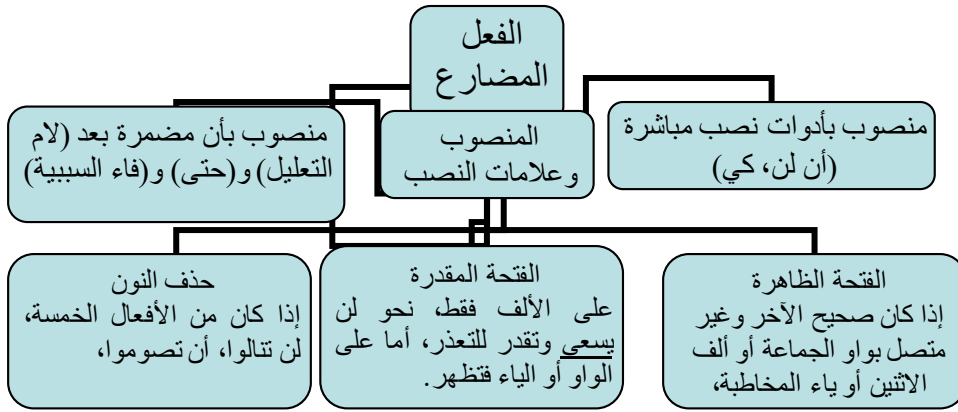 الفعل
المضارع
المنصوب
وعلامات النصب
منصوب بأدوات نصب مباشرة
(أن لن، كي)
منصوب بأن مضمرة بعد (لام
التعليل) و(حتى) و(فاء السببية)
الفتحة الظاهرة
إذا كان صحيح الآخر وغير
متصل بواو الجماعة أو ألف
الاثنين أو ياء المخاطبة،
الفتحة المقدرة
على الألف فقط، نحو لن
يسعى وتقدر للتعذر، أما على
الواو أو الياء فتظهر.
حذف النون
إذا كان من الأفعال الخمسة،
لن تنالوا، أن تصوموا،